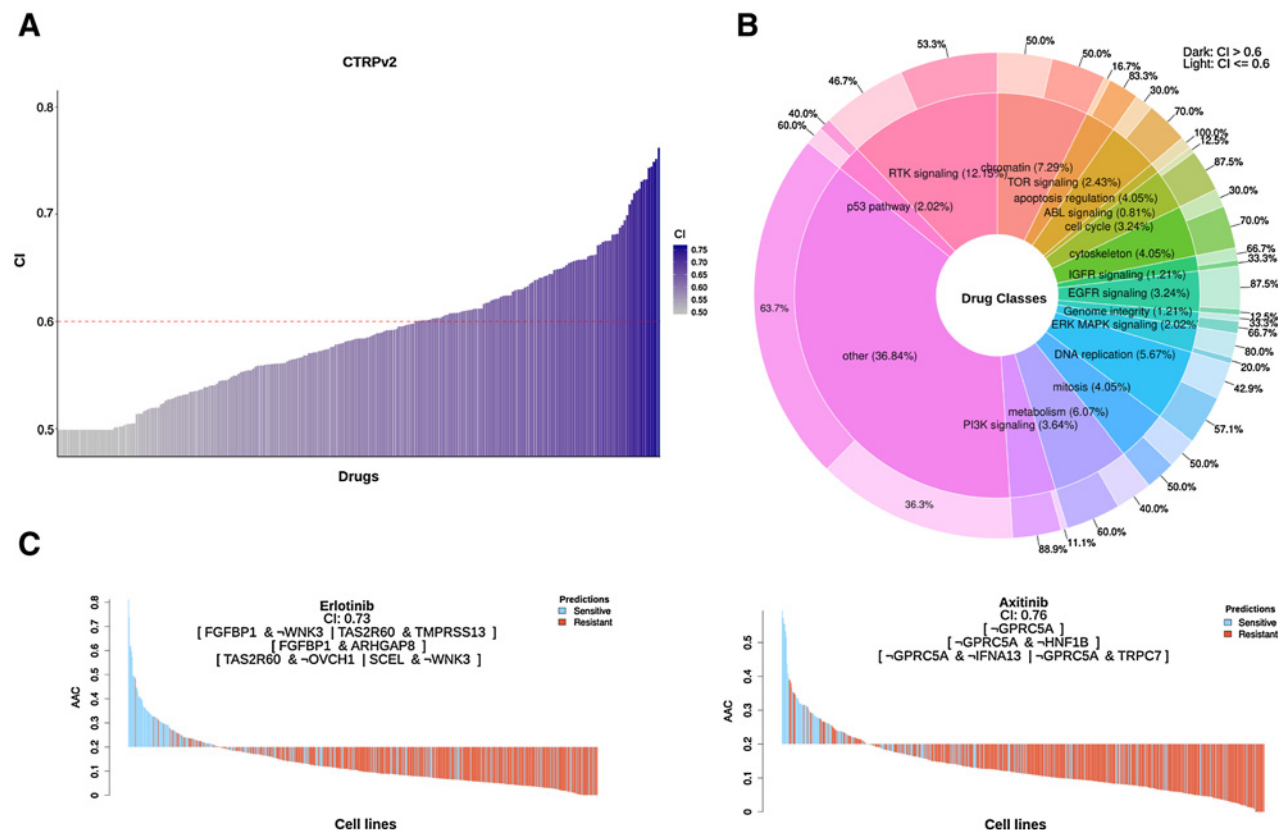 A
CTRPv2
0.8
0.7
0.6
0.5
CI
Drugs
CI
0.75
0.70
0.65
0.60
0.55
0.50
B
Dark: CI > 0.6
Light: CI <= 0.6
53.3%
50.0%
50.0%
16.7%
83.3%
30.0%
70.0%
100.0%
12.5%
87.5%
30.0%
70.0%
66.7%
33.3%
87.5%
12.5%
33.3%
66.7%
80.0%
20.0%
42.9%
57.1%
50.0%
50.0%
40.0%
60.0%
11.1%
88.9%
36.3%
63.7%
60.0%
40.0%
46.7%
RTK signaling (12.15%)
chromatin (7.29%)
TOR signaling (2.43%)
apoptosis regulation (4.05%)
ABL signaling (0.81%)
cell cycle (3.24%)
cytoskeleton (4.05%)
IGFR signaling (1.21%)
EGFR signaling (3.24%)
Genome integrity (1.21%)
ERK MAPK signaling (2.02%)
DNA replication (5.67%)
mitosis (4.05%)
metabolism (6.07%)
PI3K signaling (3.64%)
other (36.84%)
p53 pathway (2.02%)
Drug Classes
C
Erlotinib
CI: 0.73
[ FGFBP1 & ¬WNK3 | TAS2R60 & TMPRSS13 ]
[ FGFBP1 & ARHGAP8 ]
[ TAS2R60 & ¬OVCH1 | SCEL & ¬WNK3 ]
Predictions
Sensitive
Resistant
AAC
0.8
0.7
0.6
0.5
0.4
0.3
0.2
0.1
0
Cell lines
Axitinib
CI: 0.76
[ ¬GPRC5A ]
[ ¬GPRC5A & ¬HNF1B ]
[ ¬GPRC5A & ¬IFNA13 | ¬GPRC5A & TRPC7 ]
Predictions
Sensitive
Resistant
AAC
0.5
0.4
0.3
0.2
0.1
0
Cell lines